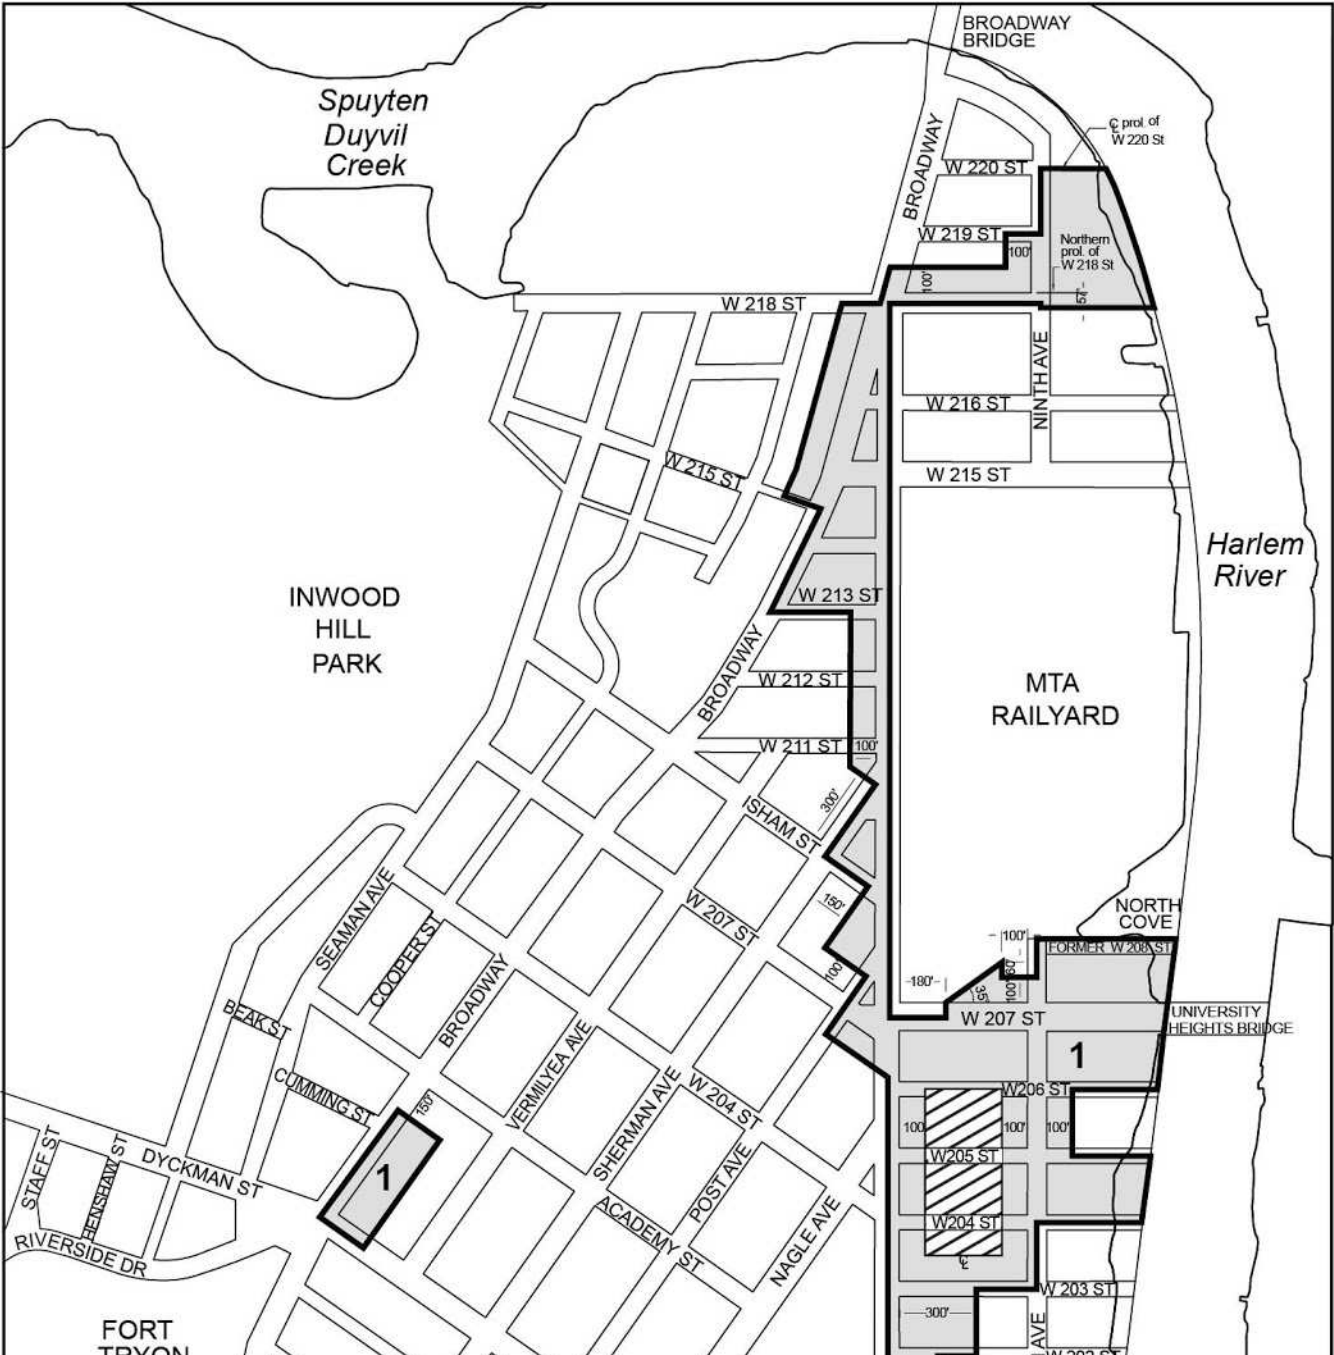 BROADWAY
BRIDGE
Spuyten
Duyvil
Creek
℄ prol. of
W 220 St
BROADWAY
W 220 ST
W 219 ST
100'
Northern
prol. of
W 218 St
100'
57'
W 218 ST
NINTH AVE
W 216 ST
W 215 ST
W 215 ST
Harlem
River
INWOOD
HILL
PARK
W 213 ST
BROADWAY
W 212 ST
MTA
RAILYARD
W 211 ST
100'
300'
ISHAM ST
SEAMAN AVE
150'
W 207 ST
NORTH
COVE
COOPER ST
100'
FORMER W 208 ST
100'
60'
-180'-
35°
100'
BROADWAY
BEAK ST
W 207 ST
UNIVERSITY
HEIGHTS BRIDGE
VERMILYEA AVE
1
CUMMING ST
SHERMAN AVE
W 204 ST
W206 ST
150'
100'
100'
100'
STAFF ST
HENSHAW ST
DYCKMAN ST
1
POST AVE
W205 ST
ACADEMY ST
NAGLE AVE
W204 ST
RIVERSIDE DR
℄
W 203 ST
300'
FORT
TRYON
AVE
W 202 ST